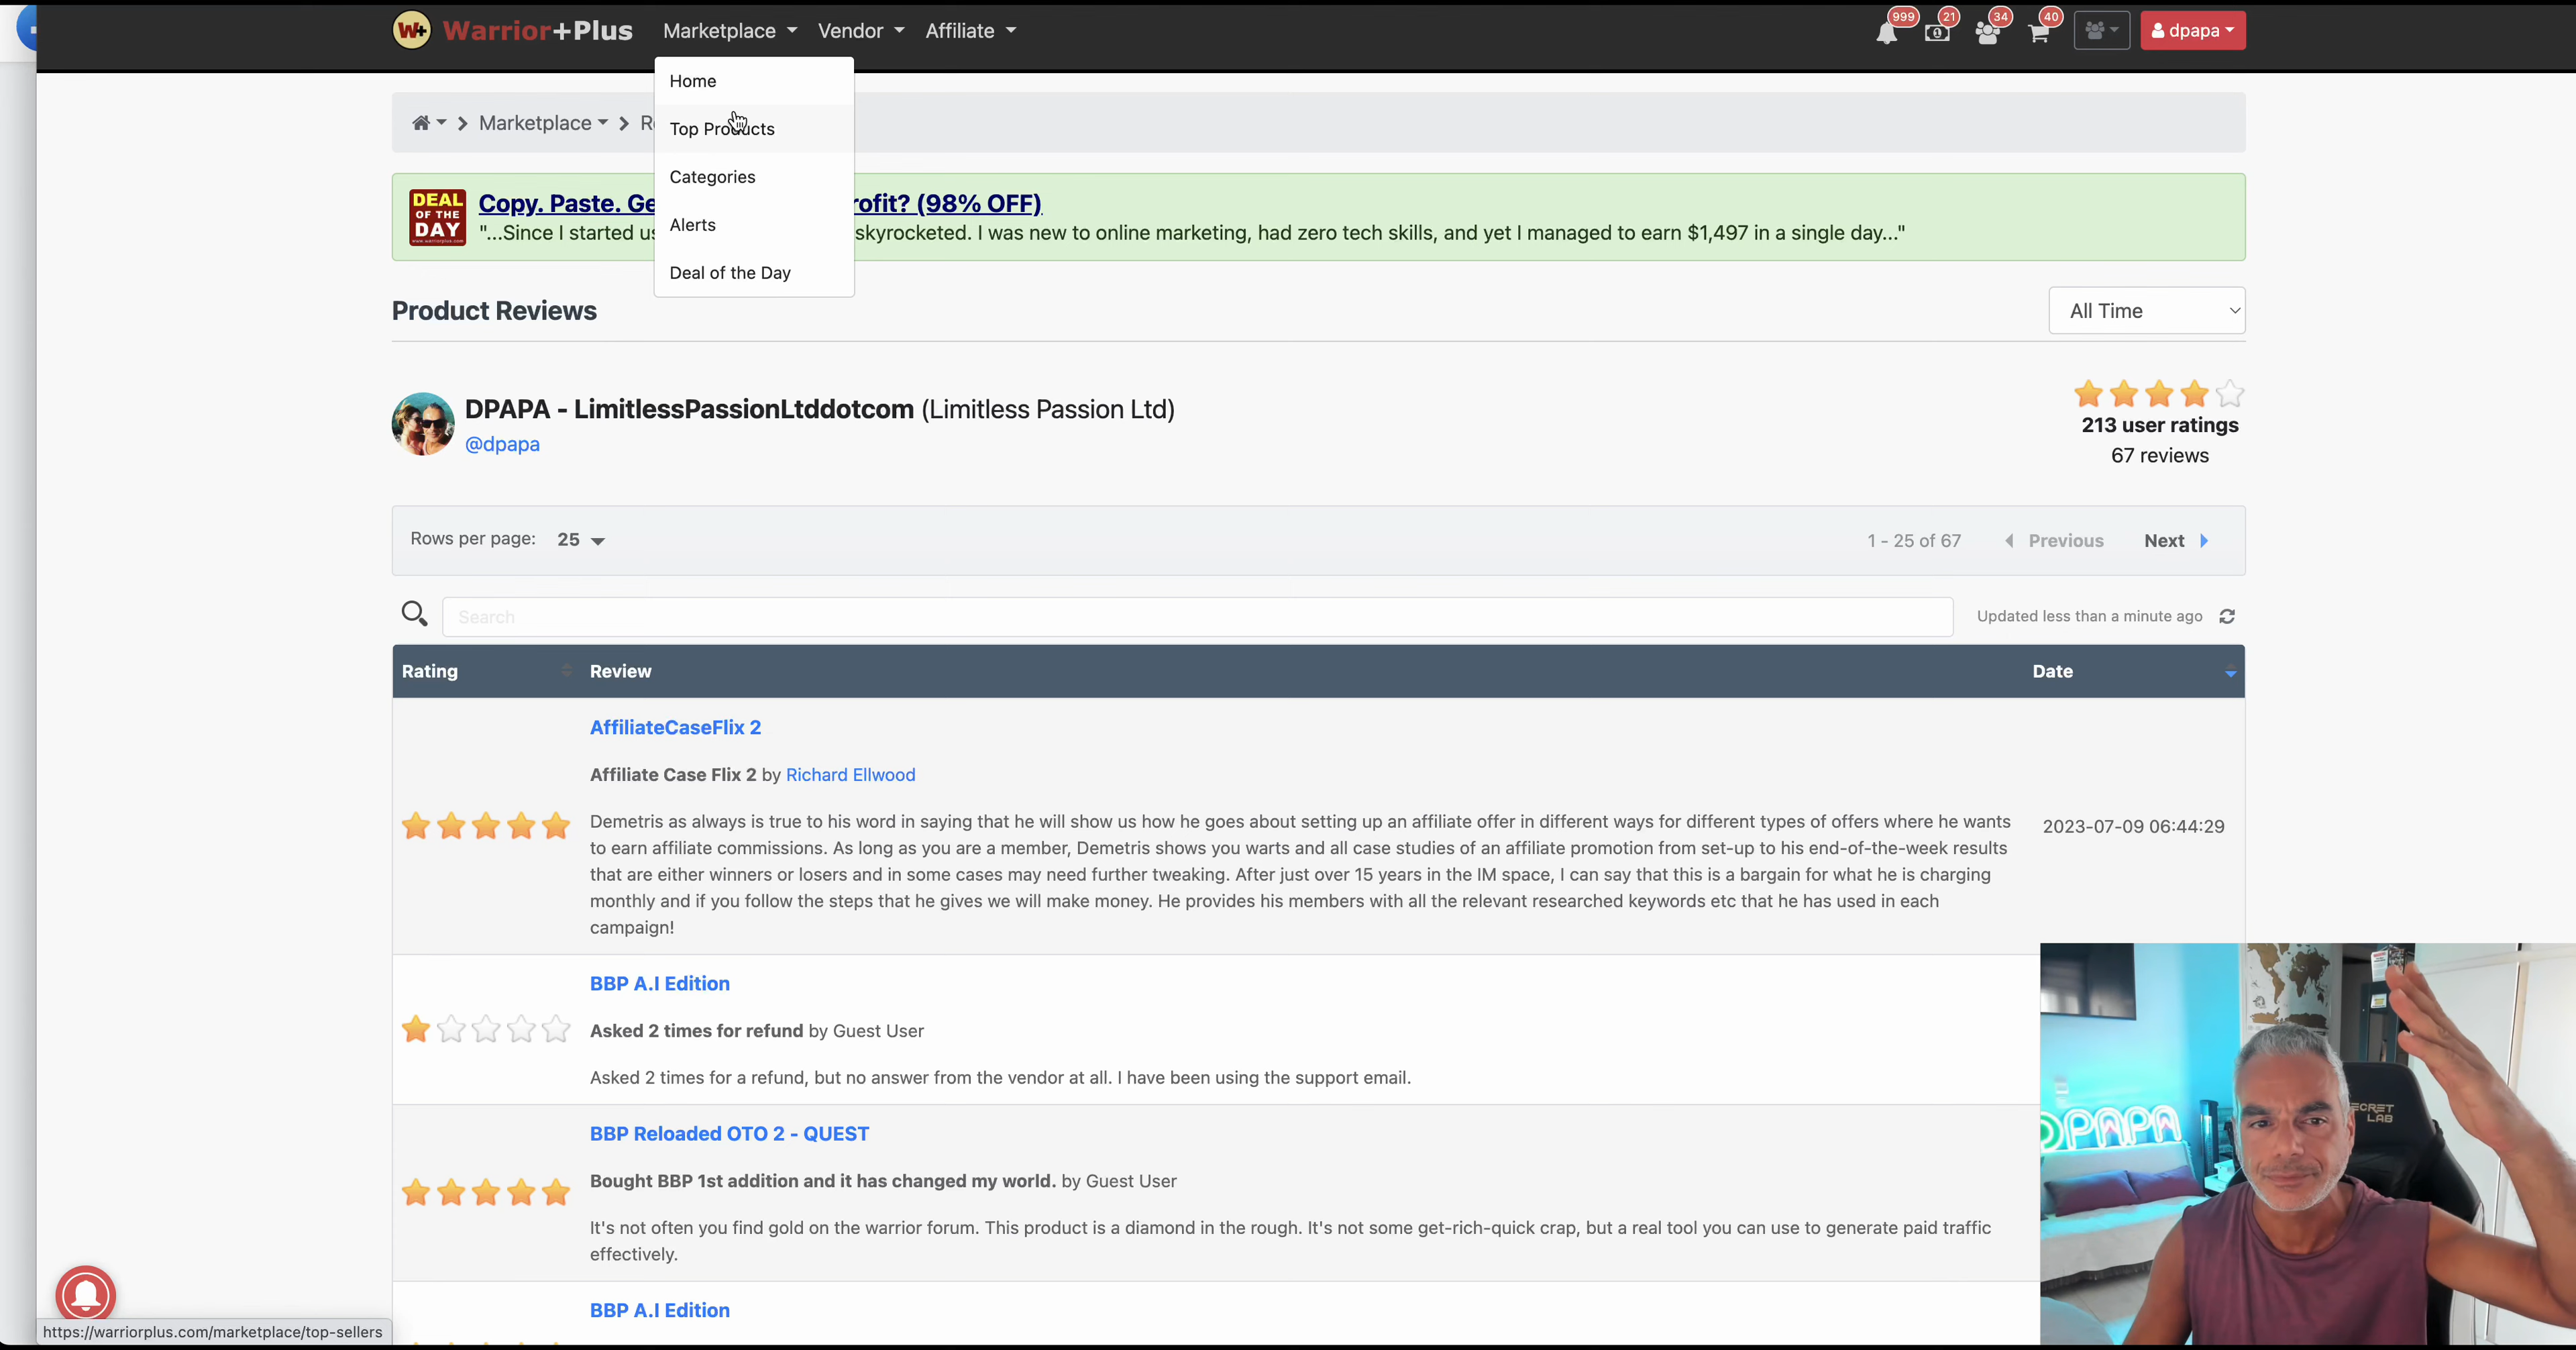 Warrior+Plus
Marketplace
Vendor
Affiliate
999
21
34
40
dpapa
Home
Top Products
Categories
Alerts
Deal of the Day
Marketplace
DEAL
OF THE
DAY
www.warriorplus.com
Copy. Paste. Ge
rofit? (98% OFF)
"...Since I started us
skyrocketed. I was new to online marketing, had zero tech skills, and yet I managed to earn $1,497 in a single day..."
Product Reviews
All Time
DPAPA - LimitlessPassionLtddotcom (Limitless Passion Ltd)
@dpapa
213 user ratings
67 reviews
Rows per page: 25
1 - 25 of 67
Previous
Next
Search
Updated less than a minute ago
Rating
Review
Date
AffiliateCaseFlix 2
Affiliate Case Flix 2 by Richard Ellwood
Demetris as always is true to his word in saying that he will show us how he goes about setting up an affiliate offer in different ways for different types of offers where he wants
to earn affiliate commissions. As long as you are a member, Demetris shows you warts and all case studies of an affiliate promotion from set-up to his end-of-the-week results
that are either winners or losers and in some cases may need further tweaking. After just over 15 years in the IM space, I can say that this is a bargain for what he is charging
monthly and if you follow the steps that he gives we will make money. He provides his members with all the relevant researched keywords etc that he has used in each
campaign!
2023-07-09 06:44:29
BBP A.I Edition
Asked 2 times for refund by Guest User
Asked 2 times for a refund, but no answer from the vendor at all. I have been using the support email.
BBP Reloaded OTO 2 - QUEST
Bought BBP 1st addition and it has changed my world. by Guest User
It's not often you find gold on the warrior forum. This product is a diamond in the rough. It's not some get-rich-quick crap, but a real tool you can use to generate paid traffic
effectively.
BBP A.I Edition
DPAPA
SECRET
LAB
https://warriorplus.com/marketplace/top-sellers